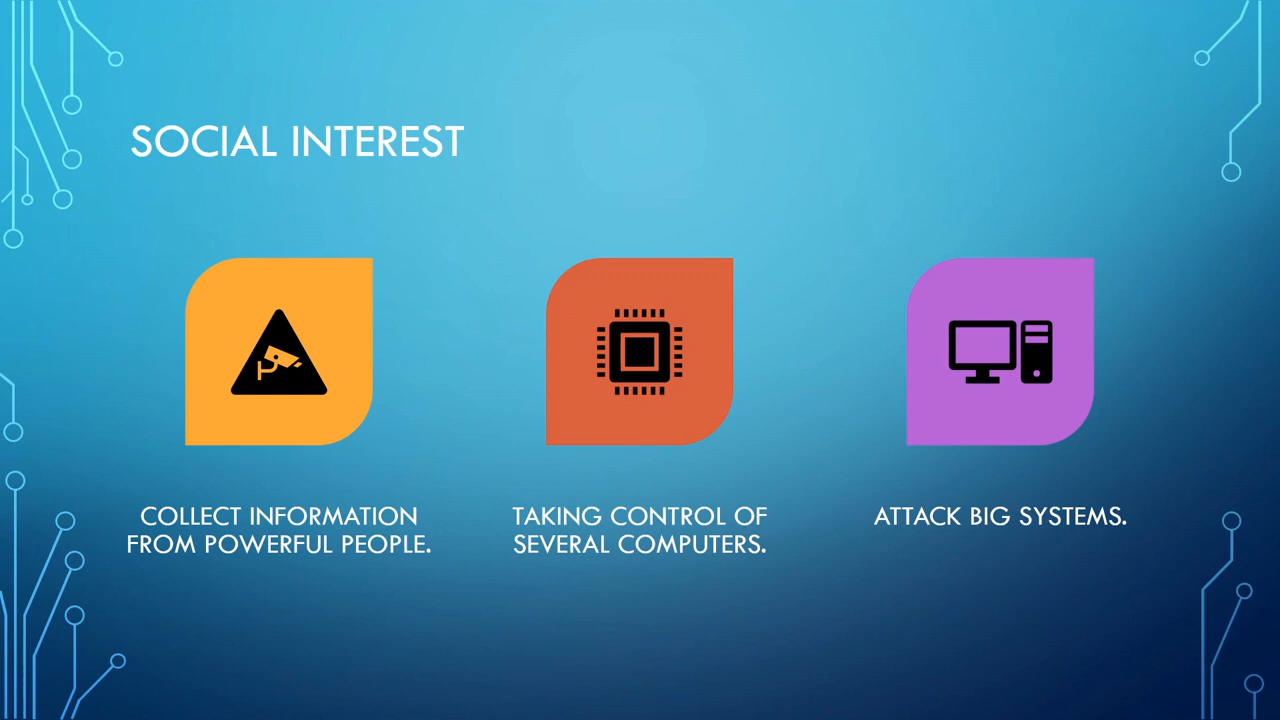 SOCIAL INTEREST
COLLECT INFORMATION
FROM POWERFUL PEOPLE.
TAKING CONTROL OF
SEVERAL COMPUTERS.
ATTACK BIG SYSTEMS.